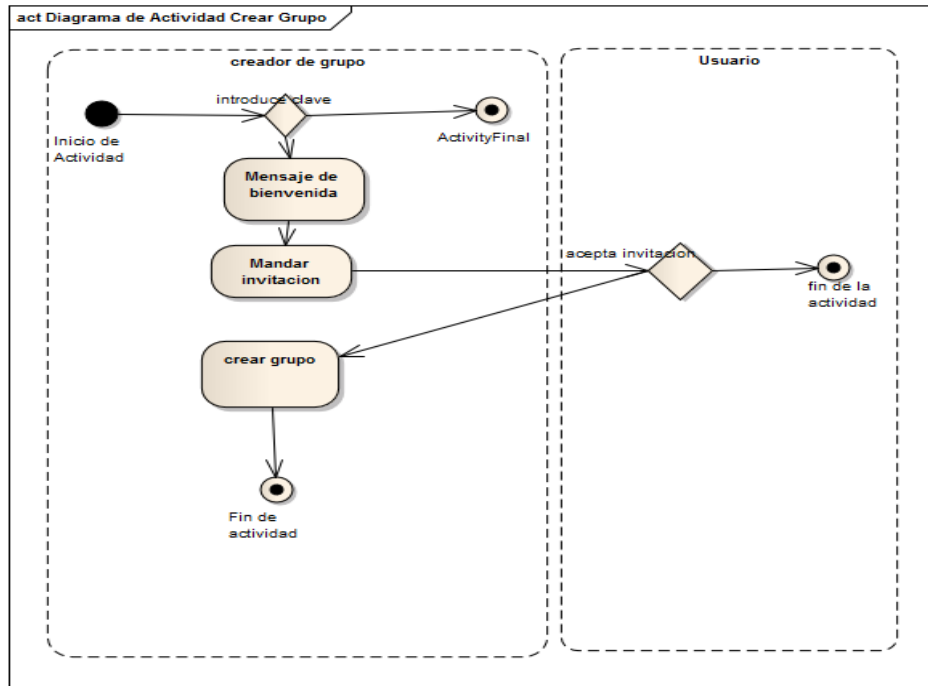 act Diagrama de Actividad Crear Grupo
creador de grupo
Usuario
introduce clave
Inicio de
Actividad
ActivityFinal
Mensaje de
bienvenida
Mandar
invitacion
acepta invitacion
fin de la
actividad
crear grupo
Fin de
actividad